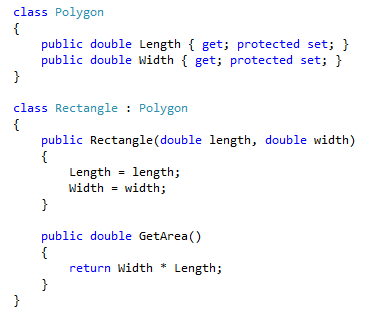 class Polygon
{
    public double Length { get; protected set; }
    public double Width { get; protected set; }
}
class Rectangle : Polygon
{
    public Rectangle(double length, double width)
    {
        Length = length;
        Width = width;
    }
    public double GetArea()
    {
        return Width * Length;
    }
}